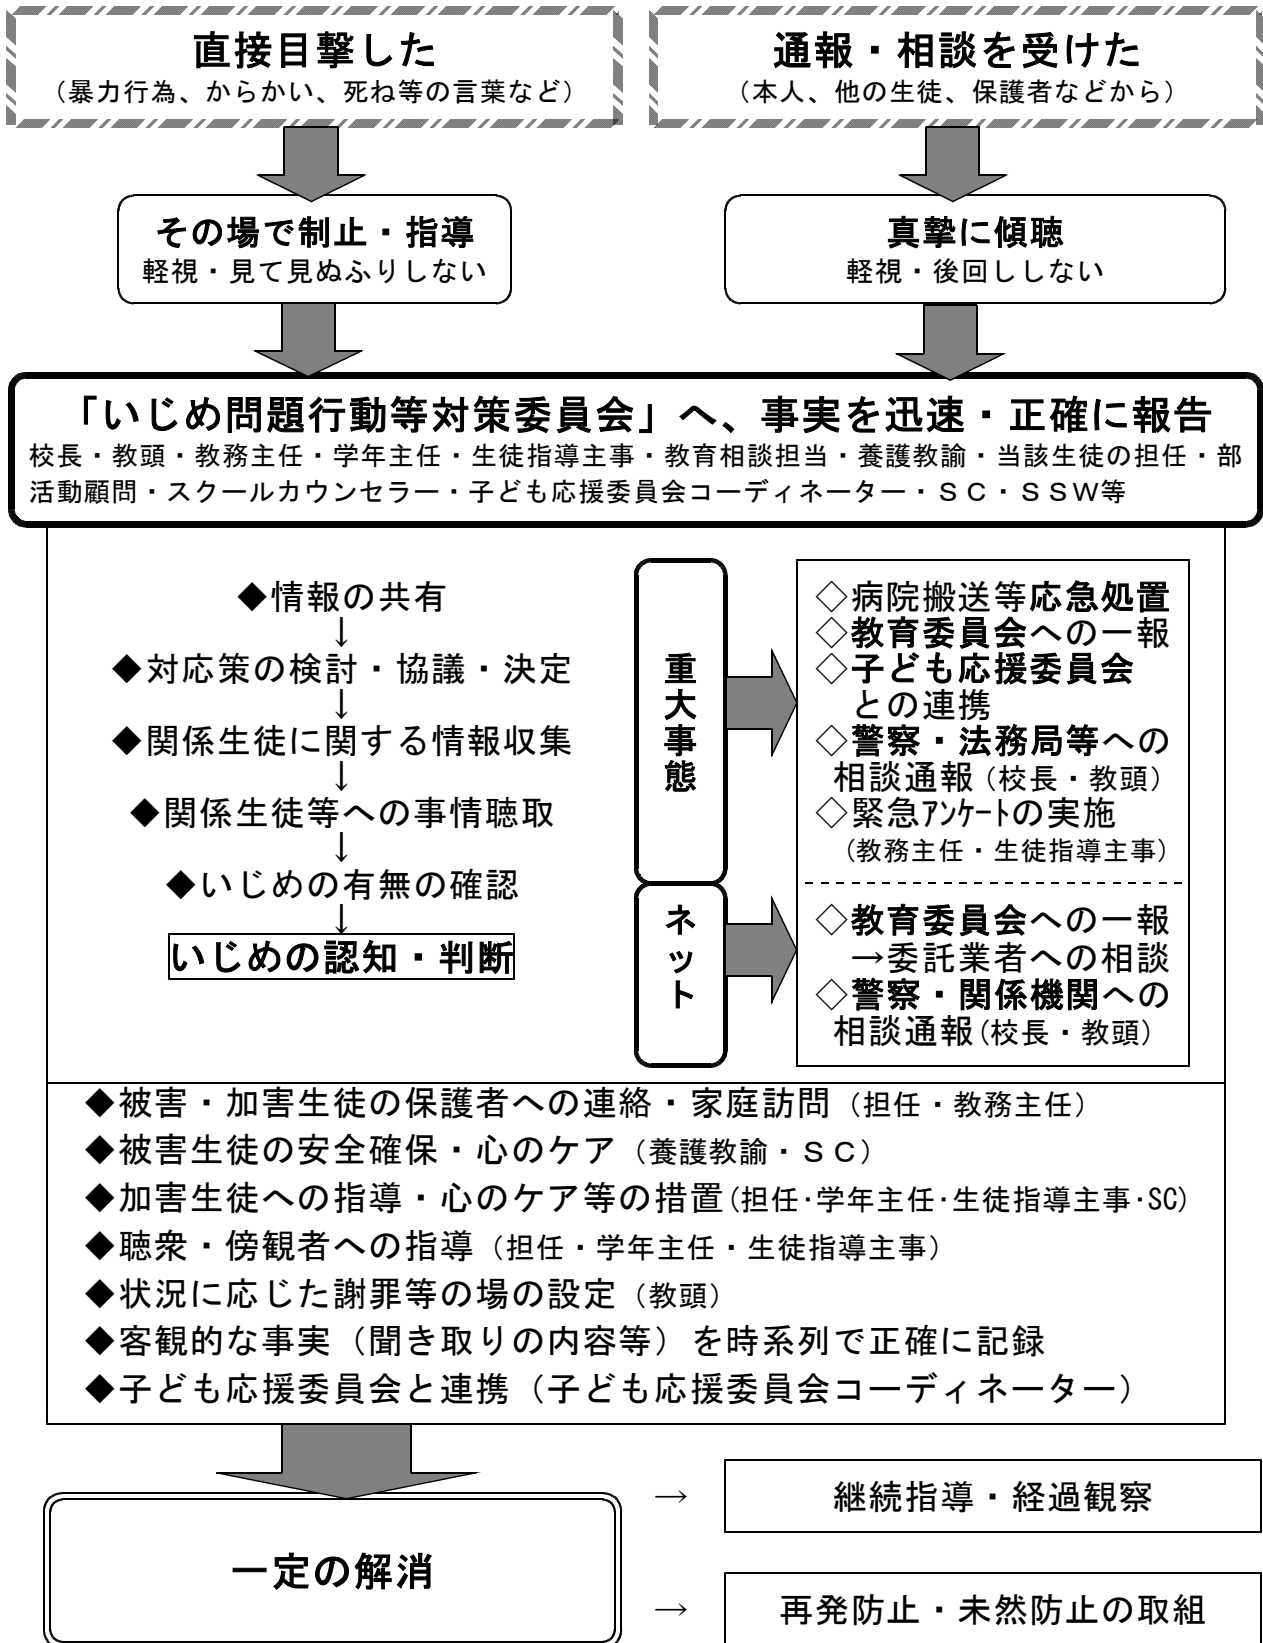 直接目撃した
（暴力行為、からかい、死ね等の言葉など）
通報・相談を受けた
（本人、他の生徒、保護者などから）
その場で制止・指導
軽視・見て見ぬふりしない
真摯に傾聴
軽視・後回ししない
「いじめ問題行動等対策委員会」へ、事実を迅速・正確に報告
校長・教頭・教務主任・学年主任・生徒指導主事・教育相談担当・養護教諭・当該生徒の担任・部
活動顧問・スクールカウンセラー・子ども応援委員会コーディネーター・ＳＣ・ＳＳＷ等
◆情報の共有
↓
◆対応策の検討・協議・決定
↓
◆関係生徒に関する情報収集
↓
◆関係生徒等への事情聴取
↓
◆いじめの有無の確認
↓
いじめの認知・判断
重大事態
◇病院搬送等応急処置
◇教育委員会への一報
◇子ども応援委員会
との連携
◇警察・法務局等への
相談通報（校長・教頭）
◇緊急ｱﾝｹｰﾄの実施
（教務主任・生徒指導主事）
ネット
◇教育委員会への一報
→委託業者への相談
◇警察・関係機関への
相談通報（校長・教頭）
◆被害・加害生徒の保護者への連絡・家庭訪問（担任・教務主任）
◆被害生徒の安全確保・心のケア（養護教諭・ＳＣ）
◆加害生徒への指導・心のケア等の措置(担任･学年主任･生徒指導主事･SC)
◆聴衆・傍観者への指導（担任・学年主任・生徒指導主事）
◆状況に応じた謝罪等の場の設定（教頭）
◆客観的な事実（聞き取りの内容等）を時系列で正確に記録
◆子ども応援委員会と連携（子ども応援委員会コーディネーター）
一定の解消
→ 継続指導・経過観察
→ 再発防止・未然防止の取組